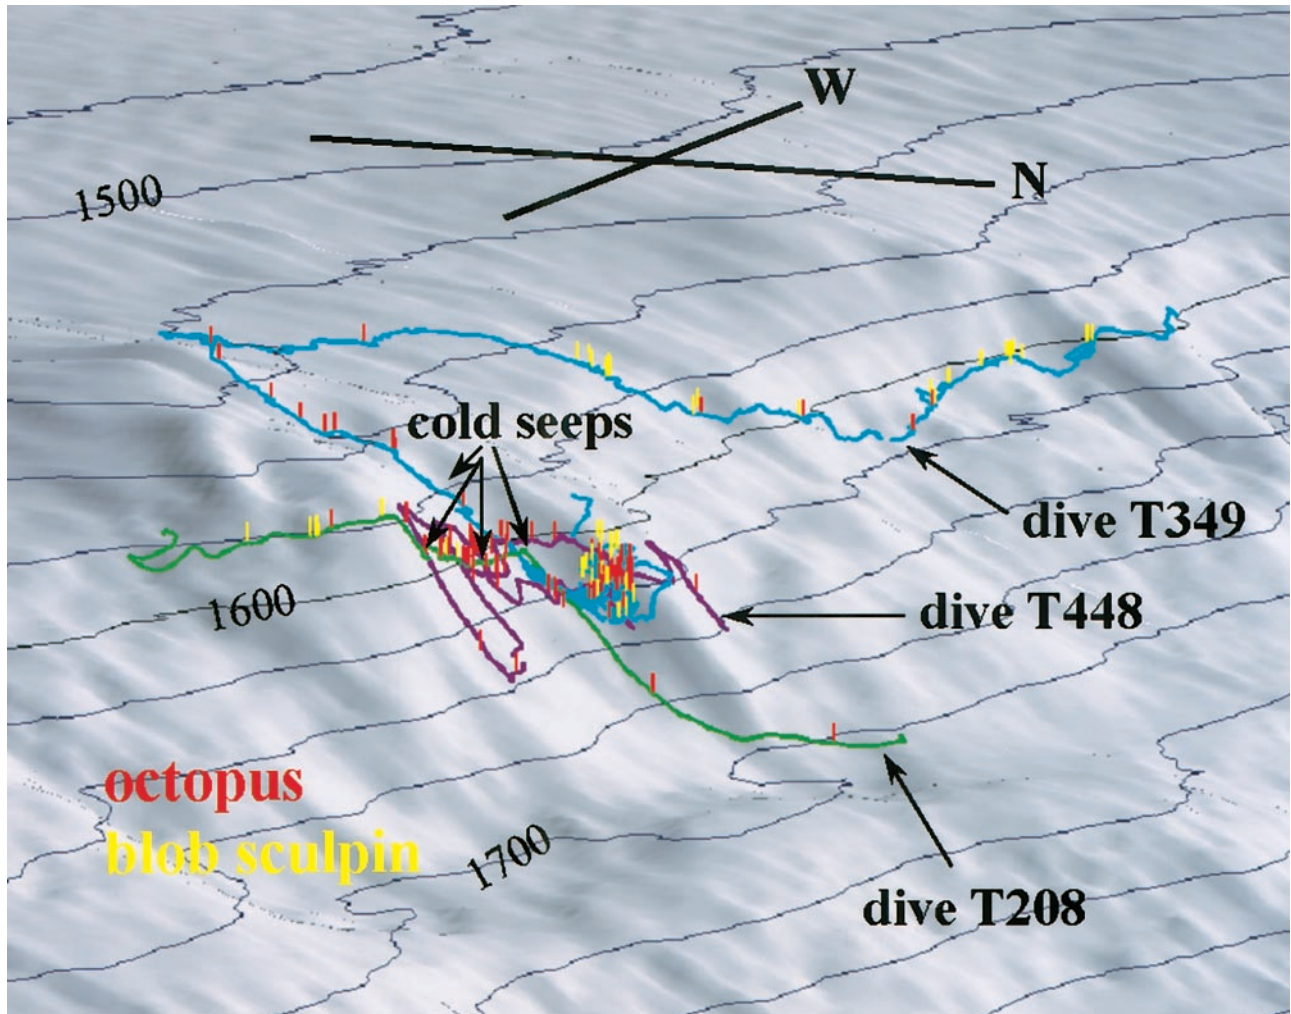 W
N
1500
cold seeps
dive T349
1600
dive T448
octopus
blob sculpin
1700
dive T208